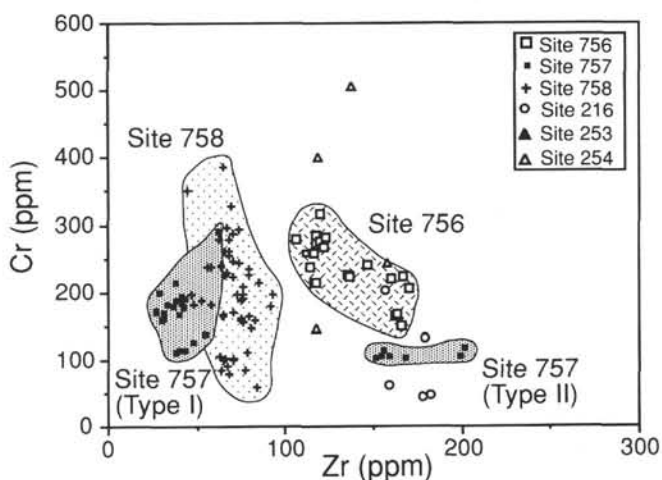 600
500
400
300
200
100
0
Cr (ppm)
Site 756
Site 757
Site 758
Site 216
Site 253
Site 254
Site 758
Site 756
Site 757
(Type I)
Site 757
(Type II)
0
100
200
300
Zr (ppm)